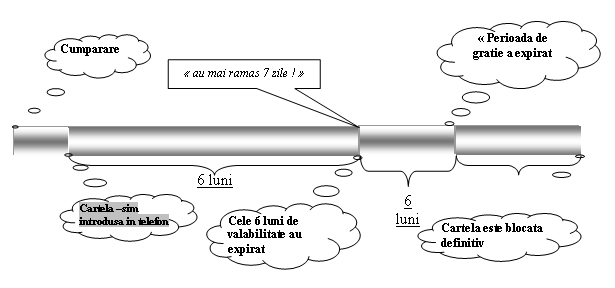 Cumparare
« au mai ramas 7 zile ! »
« Perioada de
gratie a expirat
6 luni
6
luni
Cartela –sim
introdusa in telefon
Cele 6 luni de
valabilitate au
expirat
Cartela este blocata
definitiv